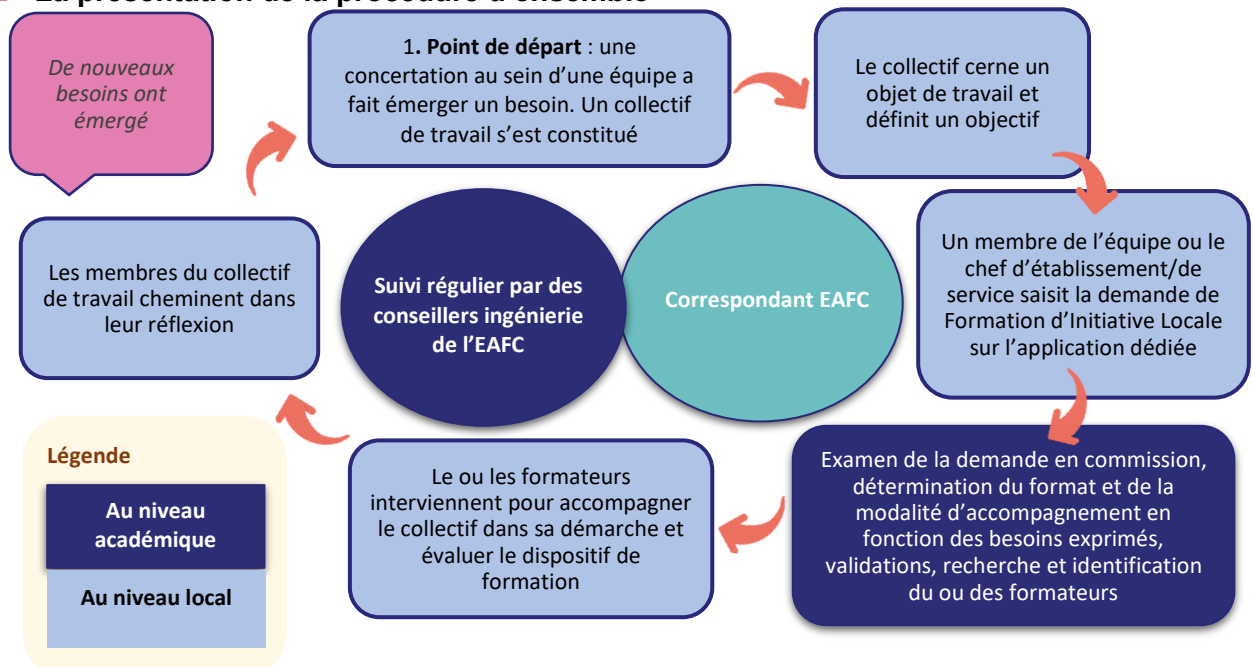 La présentation de la procédure d'ensemble
De nouveaux
besoins ont
émergé
1. Point de départ : une
concertation au sein d'une équipe a
fait émerger un besoin. Un collectif
de travail s'est constitué
Le collectif cerne un
objet de travail et
définit un objectif
Un membre de l'équipe ou le
chef d'établissement/de
service saisit la demande de
Formation d'Initiative Locale
sur l'application dédiée
Examen de la demande en commission,
détermination du format et de la
modalité d'accompagnement en
fonction des besoins exprimés,
validations, recherche et identification
du ou des formateurs
Le ou les formateurs
interviennent pour accompagner
le collectif dans sa démarche et
évaluer le dispositif de
formation
Les membres du collectif
de travail cheminent dans
leur réflexion
Suivi régulier par des
conseillers ingénierie
de l'EAFC
Correspondant EAFC
Légende
Au niveau
académique
Au niveau local